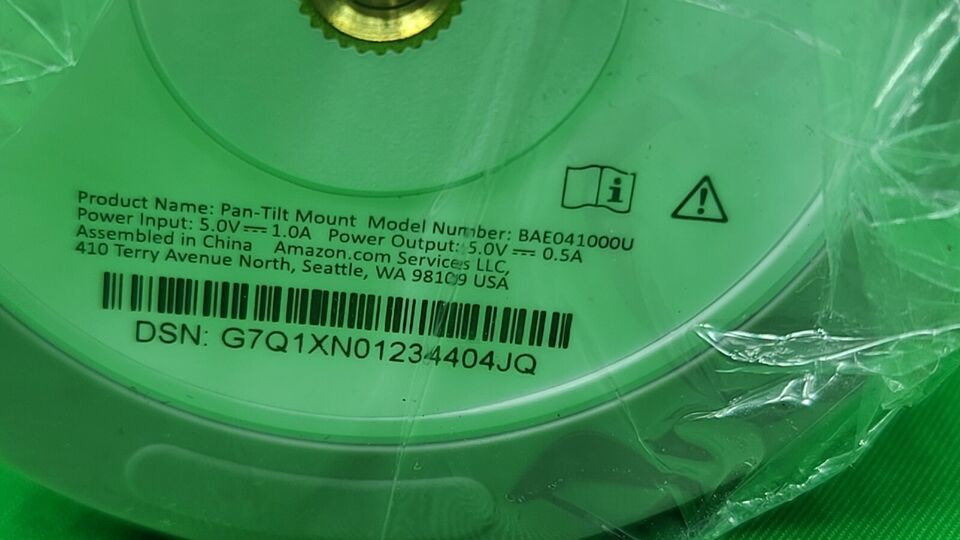 Product Name: Pan-Tilt Mount Model Number: BAE041000U
Power Input: 5.0V⎓1.0A Power Output: 5.0V⎓0.5A
Assembled in China Amazon.com Services LLC,
410 Terry Avenue North, Seattle, WA 98109 USA
DSN: G7Q1XN01234404JQ